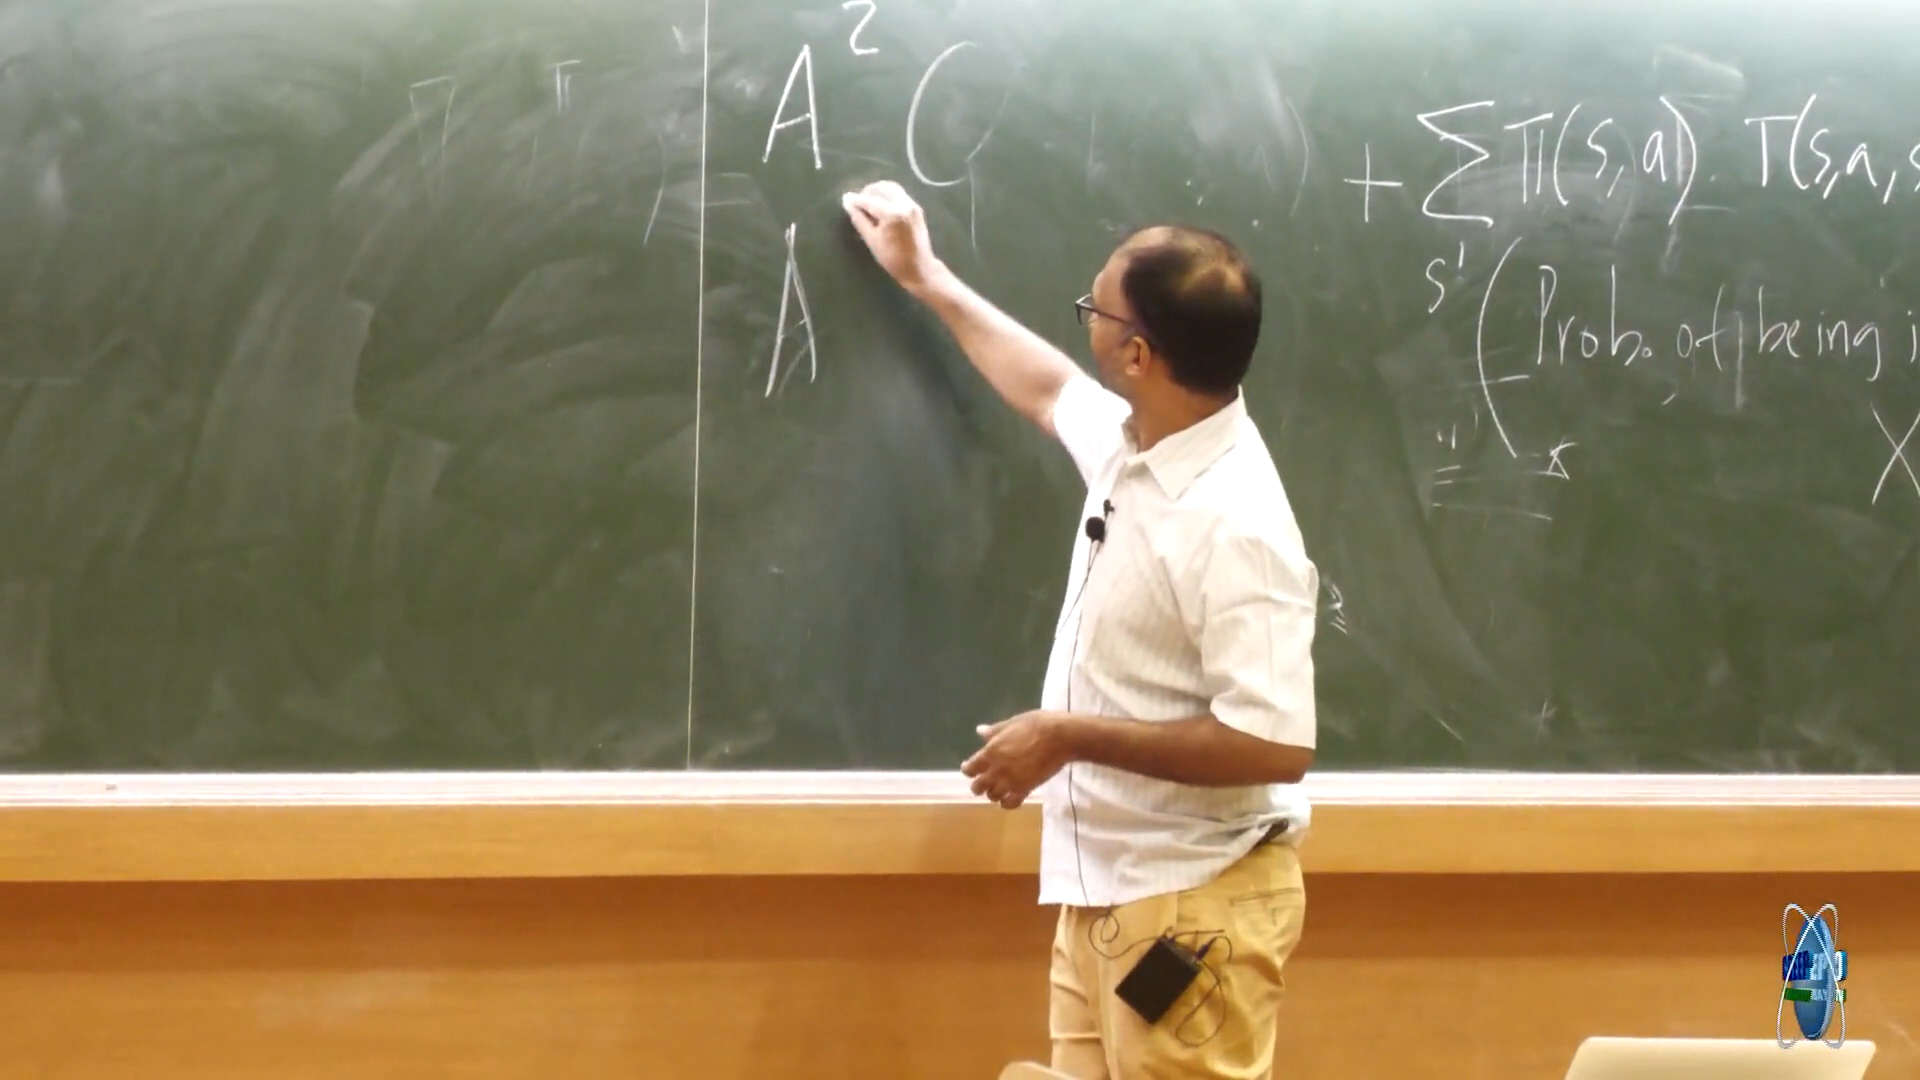 A² C
A
+ Σ π(s,a). T(s,a,s
s'
(Prob. of being i